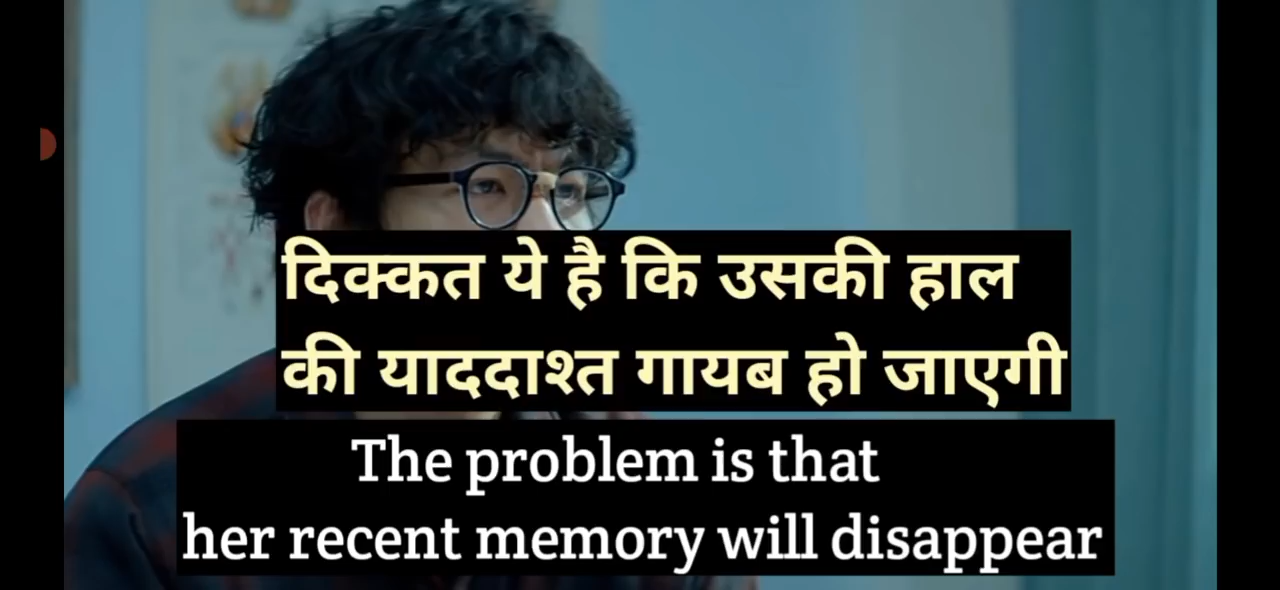 दिक्कत ये है कि उसकी हाल
की याददाश्त गायब हो जाएगी
The problem is that
her recent memory will disappear